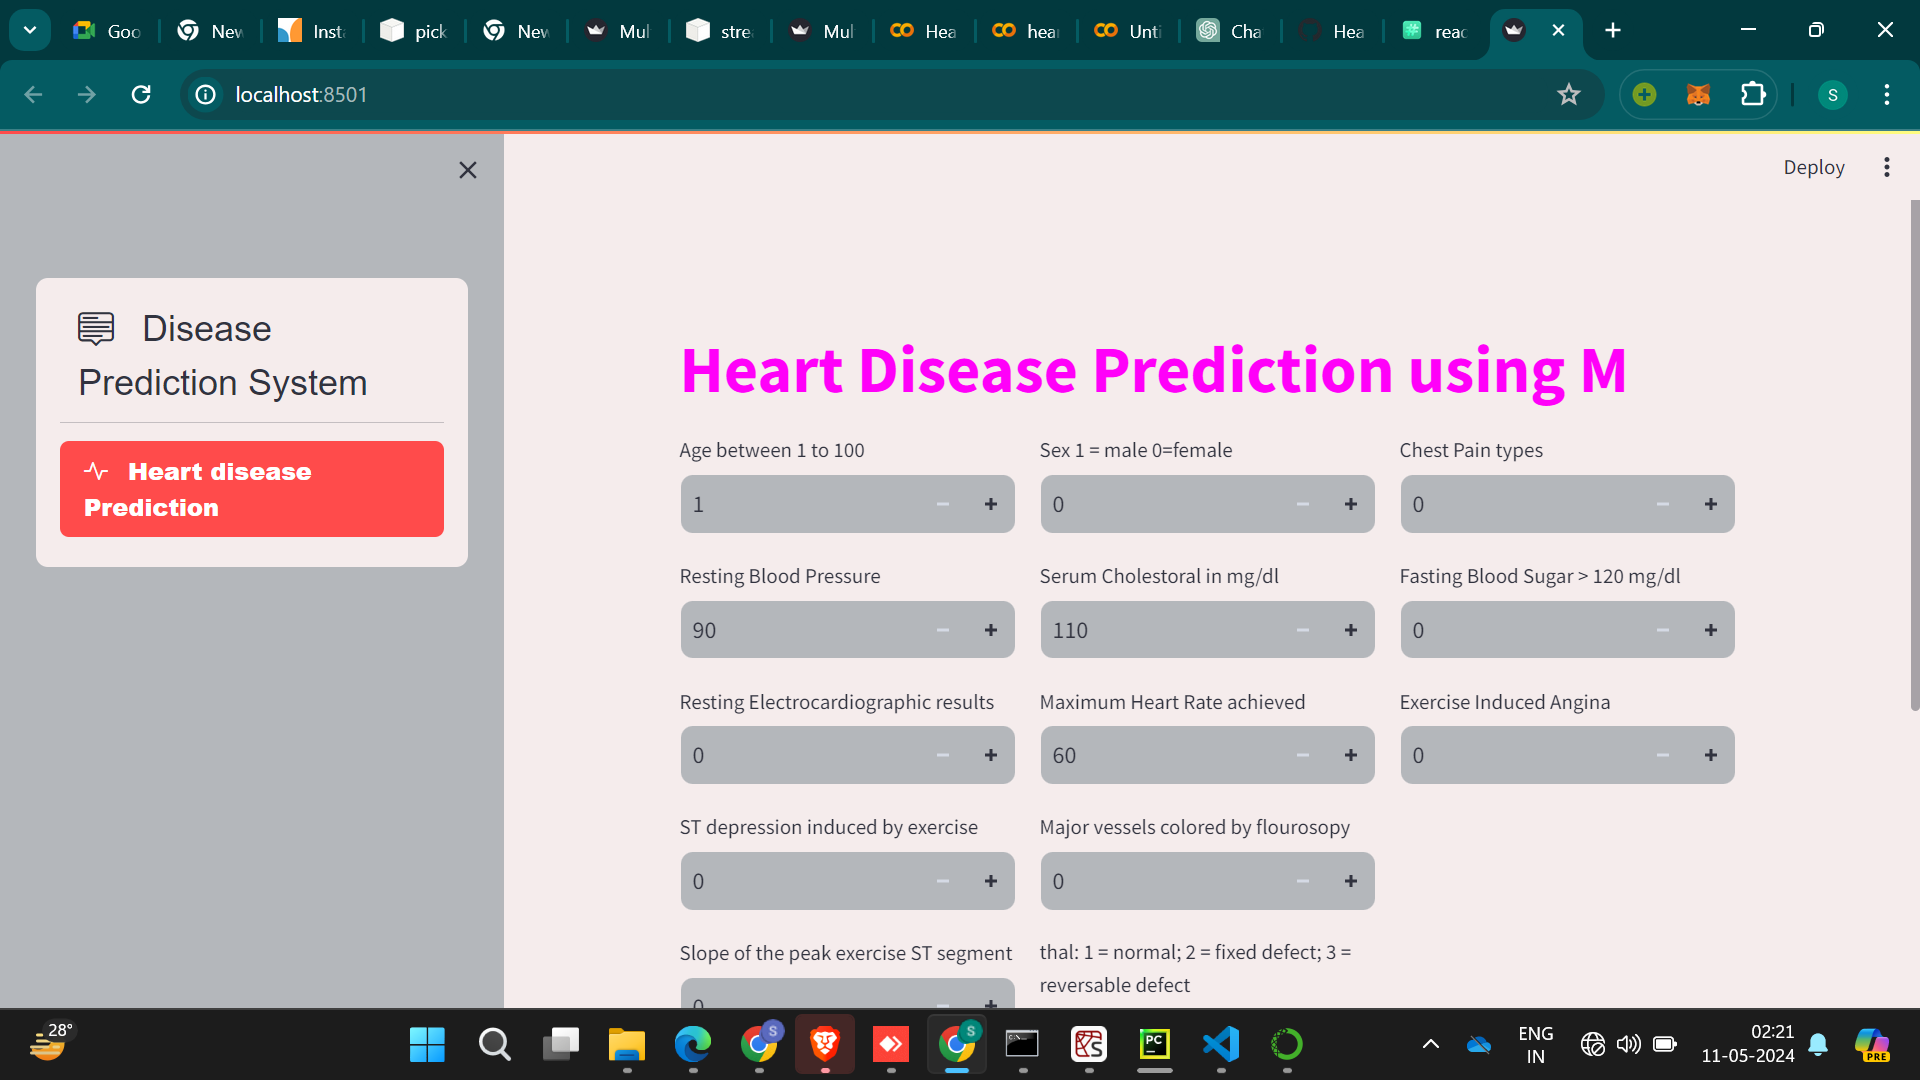 Goo
New
Inst
pick
New
Mul
stre
Mul
Hea
hear
Unti
Cha
Hea
reac
localhost:8501
S
Deploy
Disease
Prediction System
Heart disease
Prediction
Heart Disease Prediction using M
Age between 1 to 100
Sex 1 = male 0=female
Chest Pain types
1
0
0
Resting Blood Pressure
Serum Cholestoral in mg/dl
Fasting Blood Sugar > 120 mg/dl
90
110
0
Resting Electrocardiographic results
Maximum Heart Rate achieved
Exercise Induced Angina
0
60
0
ST depression induced by exercise
Major vessels colored by flourosopy
0
0
Slope of the peak exercise ST segment
thal: 1 = normal; 2 = fixed defect; 3 =
reversable defect
0
28°
S
S
PC
ENG
IN
02:21
11-05-2024
PRE